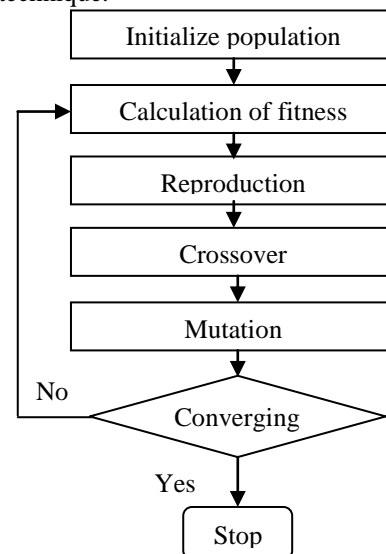 technique.
Initialize population
Calculation of fitness
Reproduction
Crossover
Mutation
No
Converging
Yes
Stop